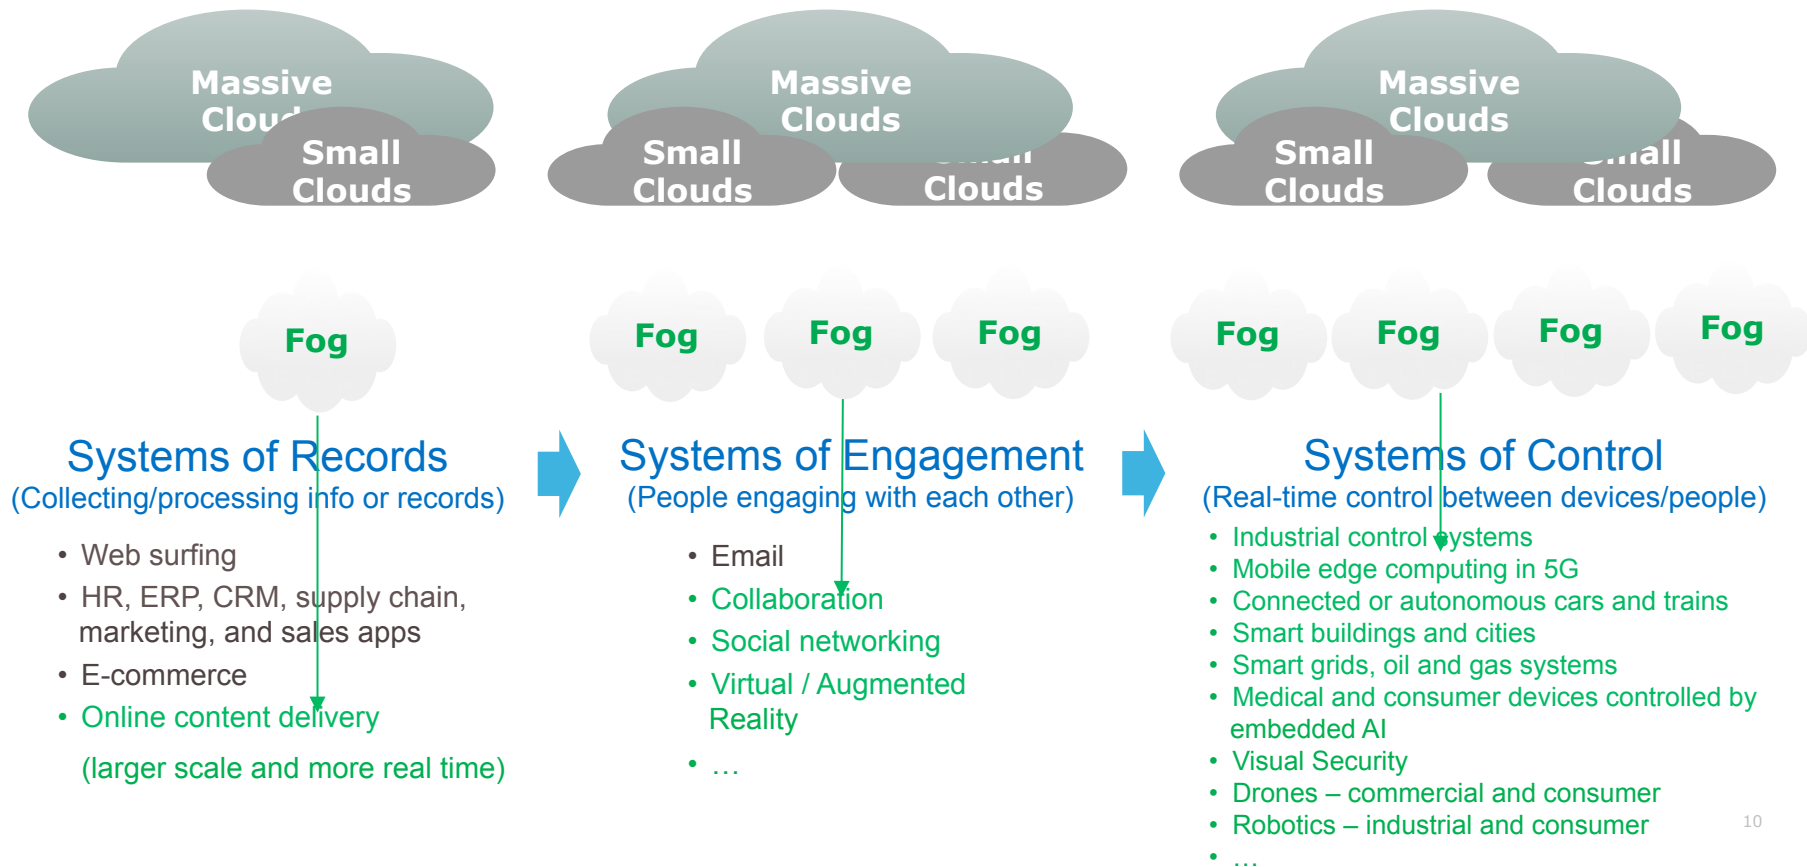 Massive
Clouds
Small
Clouds
Massive
Clouds
Small
Clouds
Small
Clouds
Massive
Clouds
Small
Clouds
Small
Clouds
Fog
Fog
Fog
Fog
Fog
Fog
Fog
Fog
Systems of Records
(Collecting/processing info or records)
• Web surfing
• HR, ERP, CRM, supply chain,
marketing, and sales apps
• E-commerce
• Online content delivery
(larger scale and more real time)
Systems of Engagement
(People engaging with each other)
• Email
• Collaboration
• Social networking
• Virtual / Augmented
Reality
• …
Systems of Control
(Real-time control between devices/people)
• Industrial control systems
• Mobile edge computing in 5G
• Connected or autonomous cars and trains
• Smart buildings and cities
• Smart grids, oil and gas systems
• Medical and consumer devices controlled by
embedded AI
• Visual Security
• Drones – commercial and consumer
• Robotics – industrial and consumer
• …
10